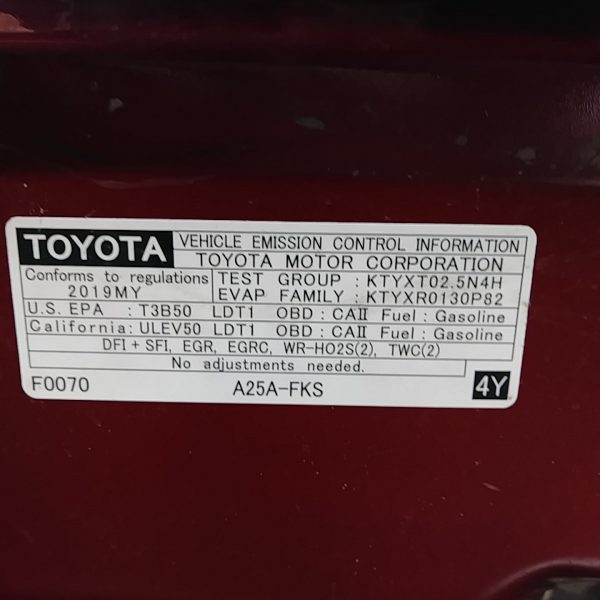 TOYOTA VEHICLE EMISSION CONTROL INFORMATION
TOYOTA MOTOR CORPORATION
Conforms to regulations TEST GROUP : KTYXT02.5N4H
2019MY EVAP FAMILY : KTYXR0130P82
U.S. EPA : T3B50 LDT1 OBD : CAII Fuel : Gasoline
California: ULEV50 LDT1 OBD : CAII Fuel : Gasoline
DFI + SFI, EGR, EGRC, WR-HO2S(2), TWC(2)
No adjustments needed.
F0070 A25A-FKS 4Y